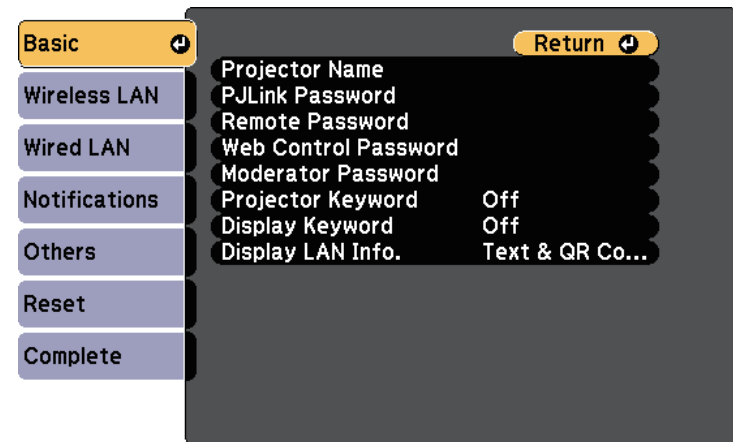 Basic
Wireless LAN
Wired LAN
Notifications
Others
Reset
Complete
Return
Projector Name
PJLink Password
Remote Password
Web Control Password
Moderator Password
Projector Keyword Off
Display Keyword Off
Display LAN Info. Text & QR Co...